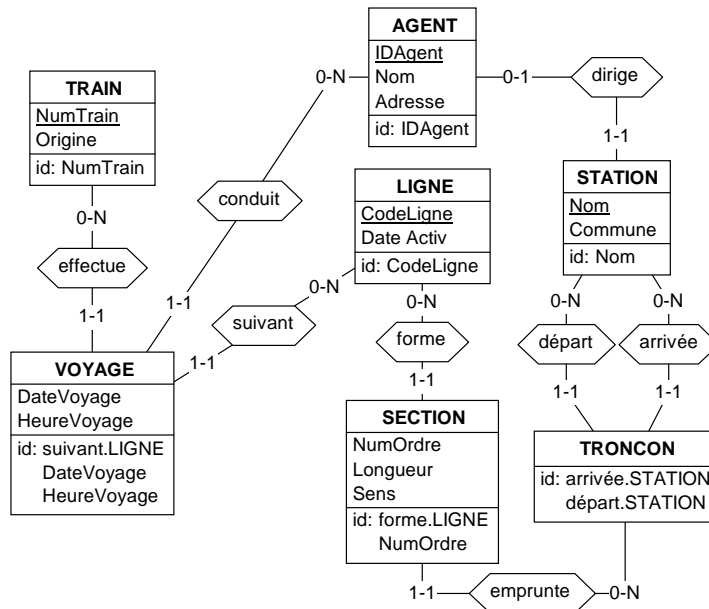 AGENT
IDAgent
Nom
Adresse
id: IDAgent
0-N
0-1
dirige
1-1
TRAIN
NumTrain
Origine
id: NumTrain
0-N
effectue
1-1
conduit
1-1
LIGNE
CodeLigne
Date Activ
id: CodeLigne
0-N
suivant
1-1
0-N
forme
1-1
STATION
Nom
Commune
id: Nom
0-N
0-N
départ
arrivée
1-1
1-1
VOYAGE
DateVoyage
HeureVoyage
id: suivant.LIGNE
DateVoyage
HeureVoyage
SECTION
NumOrdre
Longueur
Sens
id: forme.LIGNE
NumOrdre
TRONCON
id: arrivée.STATION
départ.STATION
1-1
emprunte
0-N